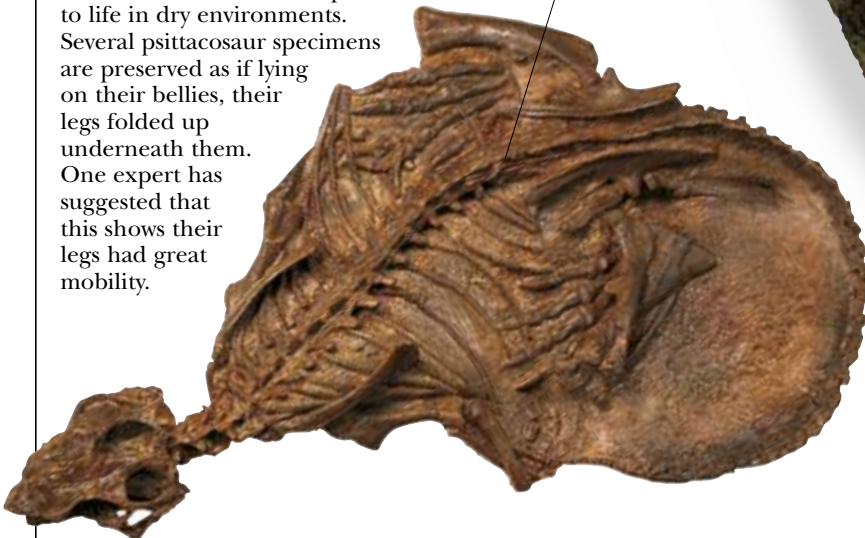 to life in dry environments.
Several psittacosaur specimens
are preserved as if lying
on their bellies, their
legs folded up
underneath them.
One expert has
suggested that
this shows their
legs had great
mobility.